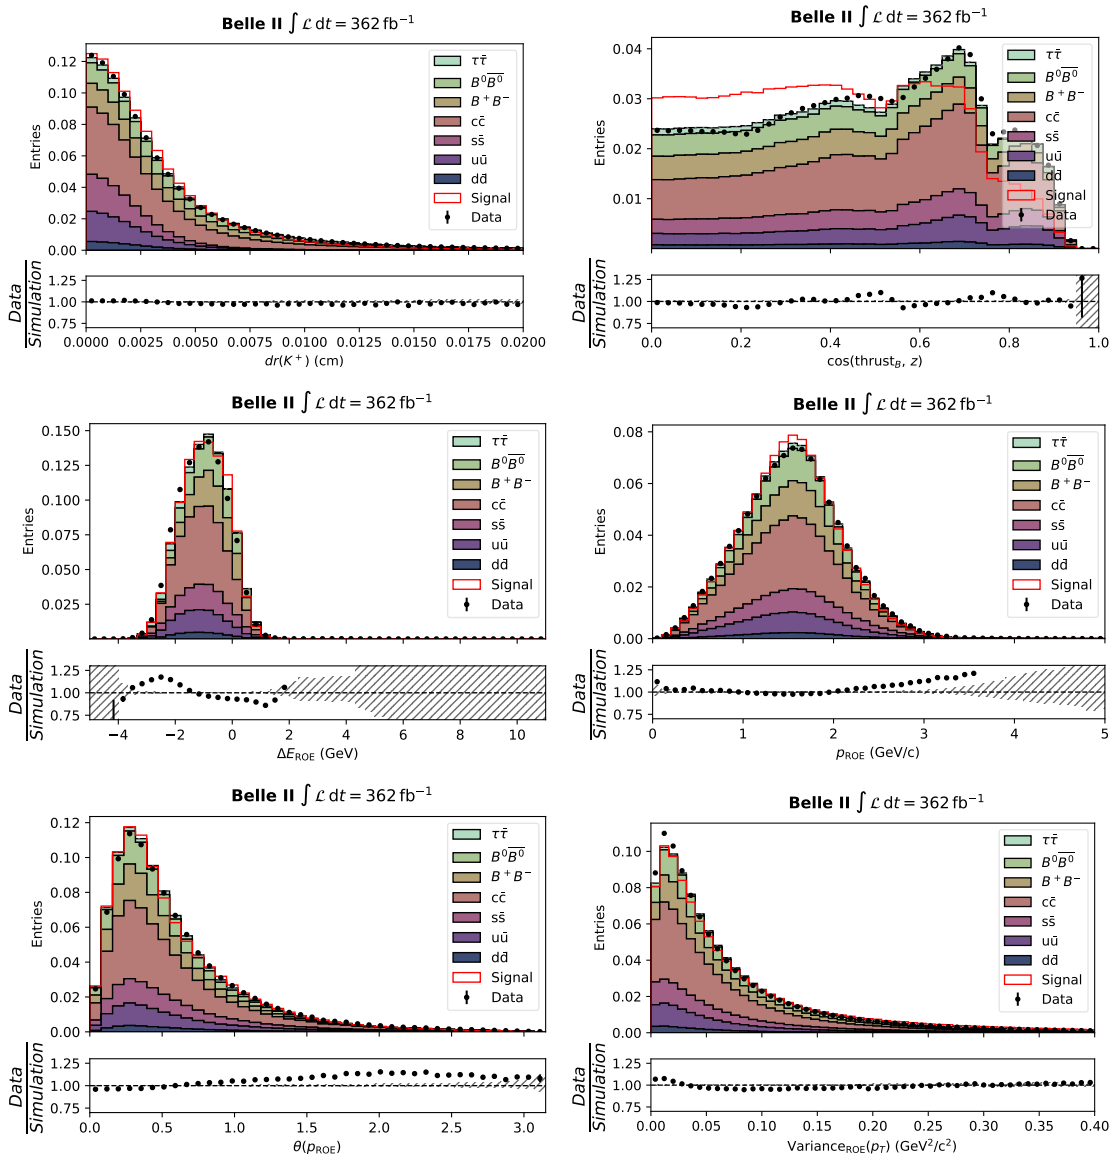 Belle II ∫ ℒ dt = 362 fb⁻¹
Entries
0.12
0.10
0.08
0.06
0.04
0.02
0.00
ττ̄
B⁰B̅⁰
B⁺B⁻
cc̄
ss̄
uū
dd̄
Signal
Data
Data
Simulation
1.25
1.00
0.75
0.0000 0.0025 0.0050 0.0075 0.0100 0.0125 0.0150 0.0175 0.0200
dr(K⁺) (cm)
Belle II ∫ ℒ dt = 362 fb⁻¹
Entries
0.04
0.03
0.02
0.01
ττ̄
B⁰B̅⁰
B⁺B⁻
cc̄
ss̄
uū
dd̄
Signal
Data
Data
Simulation
1.25
1.00
0.75
0.0 0.2 0.4 0.6 0.8 1.0
cos(thrust_B, z)
Belle II ∫ ℒ dt = 362 fb⁻¹
Entries
0.150
0.125
0.100
0.075
0.050
0.025
ττ̄
B⁰B̅⁰
B⁺B⁻
cc̄
ss̄
uū
dd̄
Signal
Data
Data
Simulation
1.25
1.00
0.75
−4 −2 0 2 4 6 8 10
ΔE_ROE (GeV)
Belle II ∫ ℒ dt = 362 fb⁻¹
Entries
0.08
0.06
0.04
0.02
0.00
ττ̄
B⁰B̅⁰
B⁺B⁻
cc̄
ss̄
uū
dd̄
Signal
Data
Data
Simulation
1.25
1.00
0.75
0 1 2 3 4 5
p_ROE (GeV/c)
Belle II ∫ ℒ dt = 362 fb⁻¹
Entries
0.12
0.10
0.08
0.06
0.04
0.02
0.00
ττ̄
B⁰B̅⁰
B⁺B⁻
cc̄
ss̄
uū
dd̄
Signal
Data
Data
Simulation
1.25
1.00
0.75
0.0 0.5 1.0 1.5 2.0 2.5 3.0
θ(p_ROE)
Belle II ∫ ℒ dt = 362 fb⁻¹
Entries
0.10
0.08
0.06
0.04
0.02
0.00
ττ̄
B⁰B̅⁰
B⁺B⁻
cc̄
ss̄
uū
dd̄
Signal
Data
Data
Simulation
1.25
1.00
0.75
0.00 0.05 0.10 0.15 0.20 0.25 0.30 0.35 0.40
Variance_ROE(p_T) (GeV²/c²)